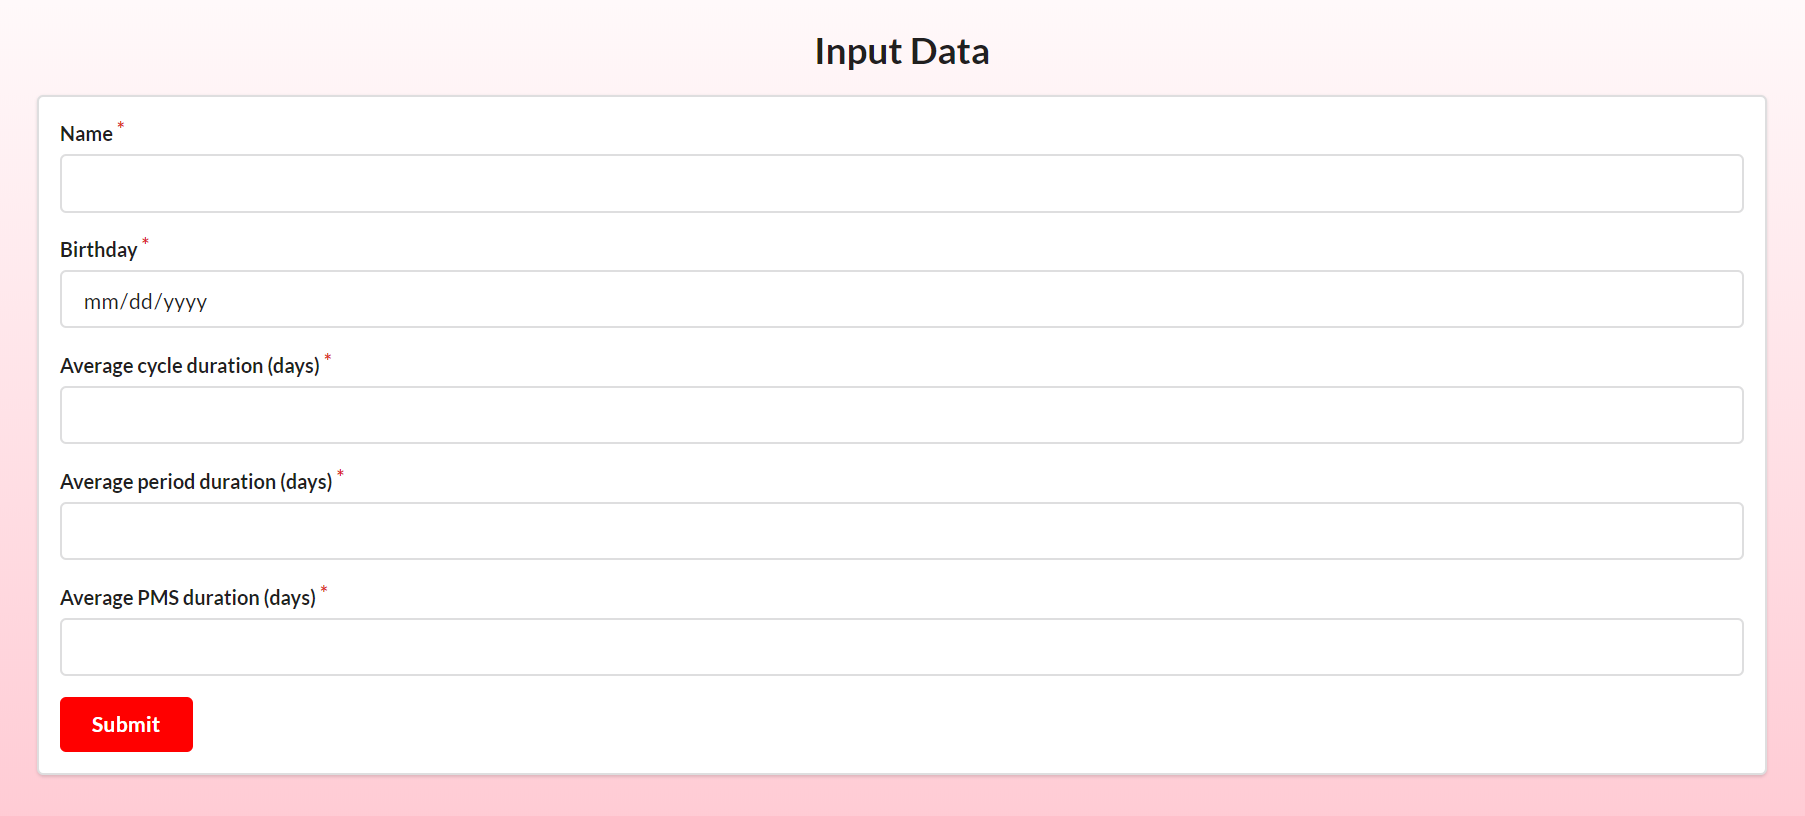 Input Data
Name *
Birthday *
mm/dd/yyyy
Average cycle duration (days) *
Average period duration (days) *
Average PMS duration (days) *
Submit